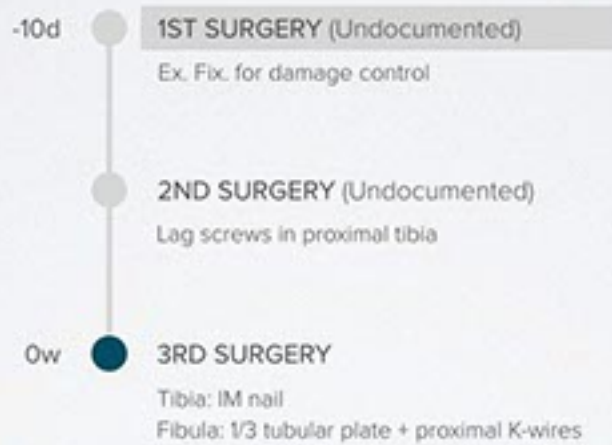 -10d 1ST SURGERY (Undocumented)
Ex. Fix. for damage control
2ND SURGERY (Undocumented)
Lag screws in proximal tibia
0w 3RD SURGERY
Tibia: IM nail
Fibula: 1/3 tubular plate + proximal K-wires